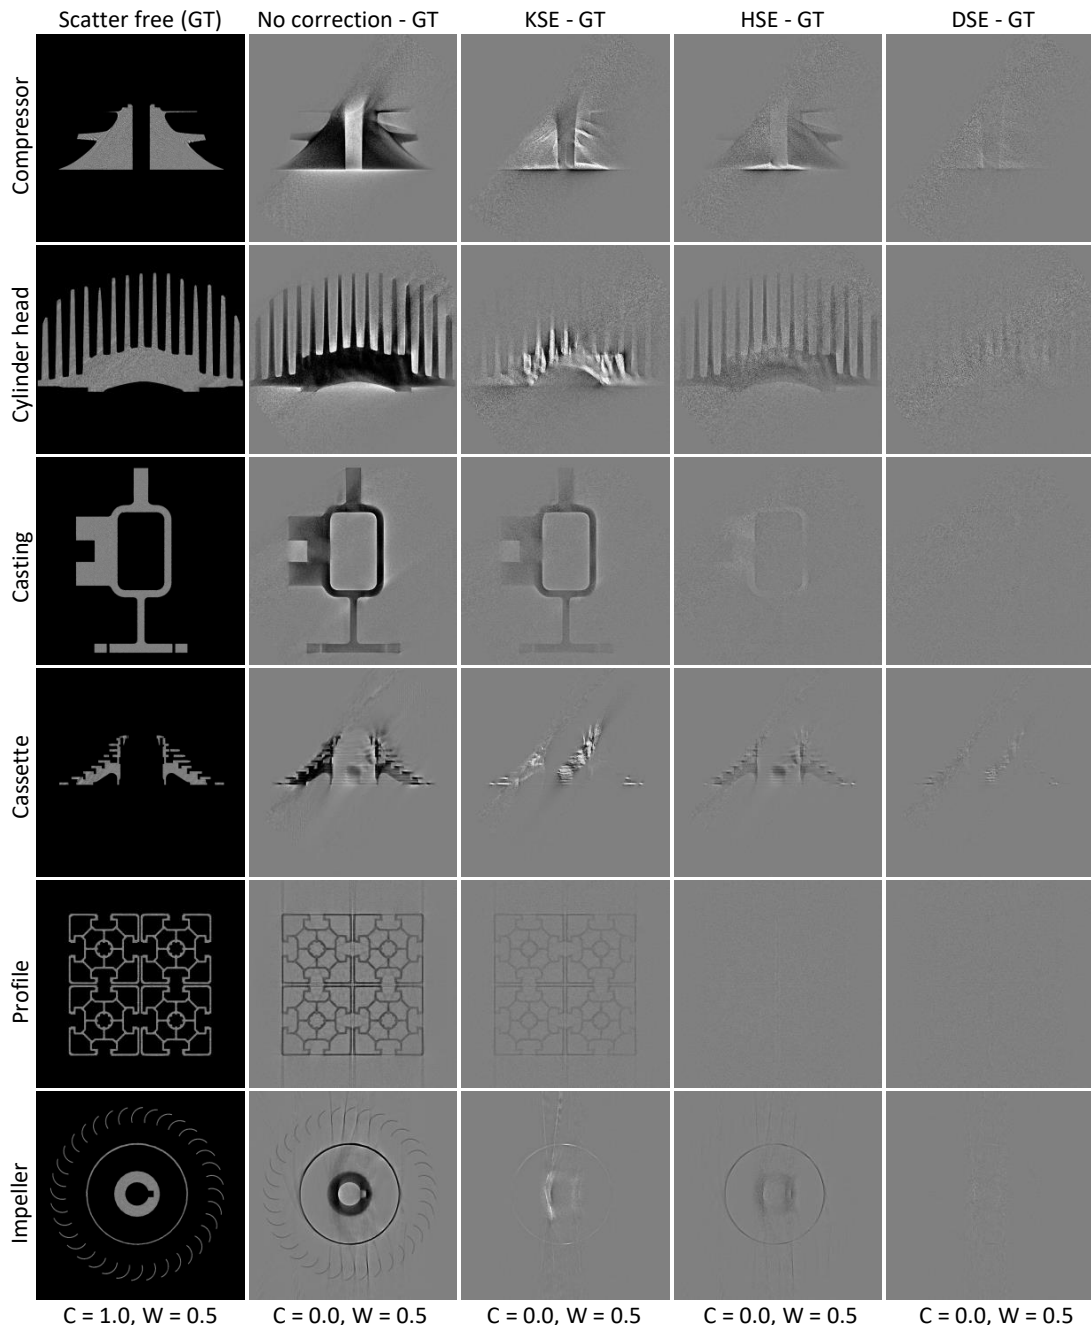 Scatter free (GT) No correction - GT KSE - GT HSE - GT DSE - GT
Compressor
Cylinder head
Casting
Cassette
Profile
Impeller
C = 1.0, W = 0.5 C = 0.0, W = 0.5 C = 0.0, W = 0.5 C = 0.0, W = 0.5 C = 0.0, W = 0.5